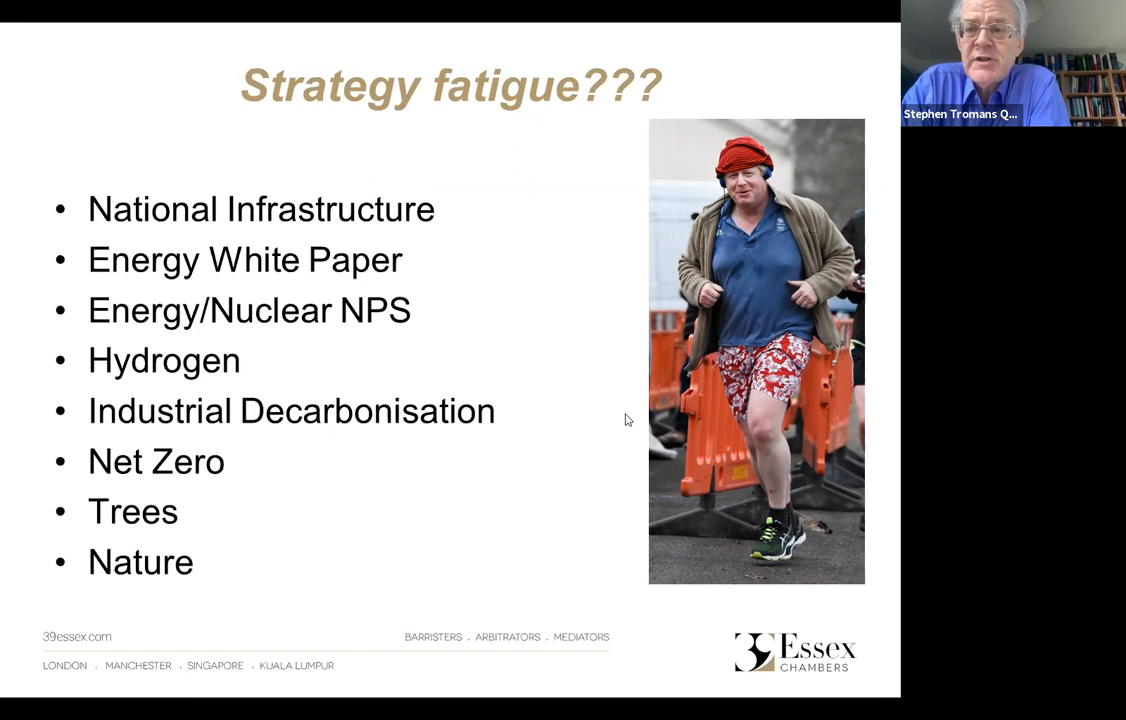 Strategy fatigue???
• National Infrastructure
• Energy White Paper
• Energy/Nuclear NPS
• Hydrogen
• Industrial Decarbonisation
• Net Zero
• Trees
• Nature
39essex.com
BARRISTERS . ARBITRATORS . MEDIATORS
LONDON . MANCHESTER . SINGAPORE . KUALA LUMPUR
39 Essex
CHAMBERS
Stephen Tromans Q...